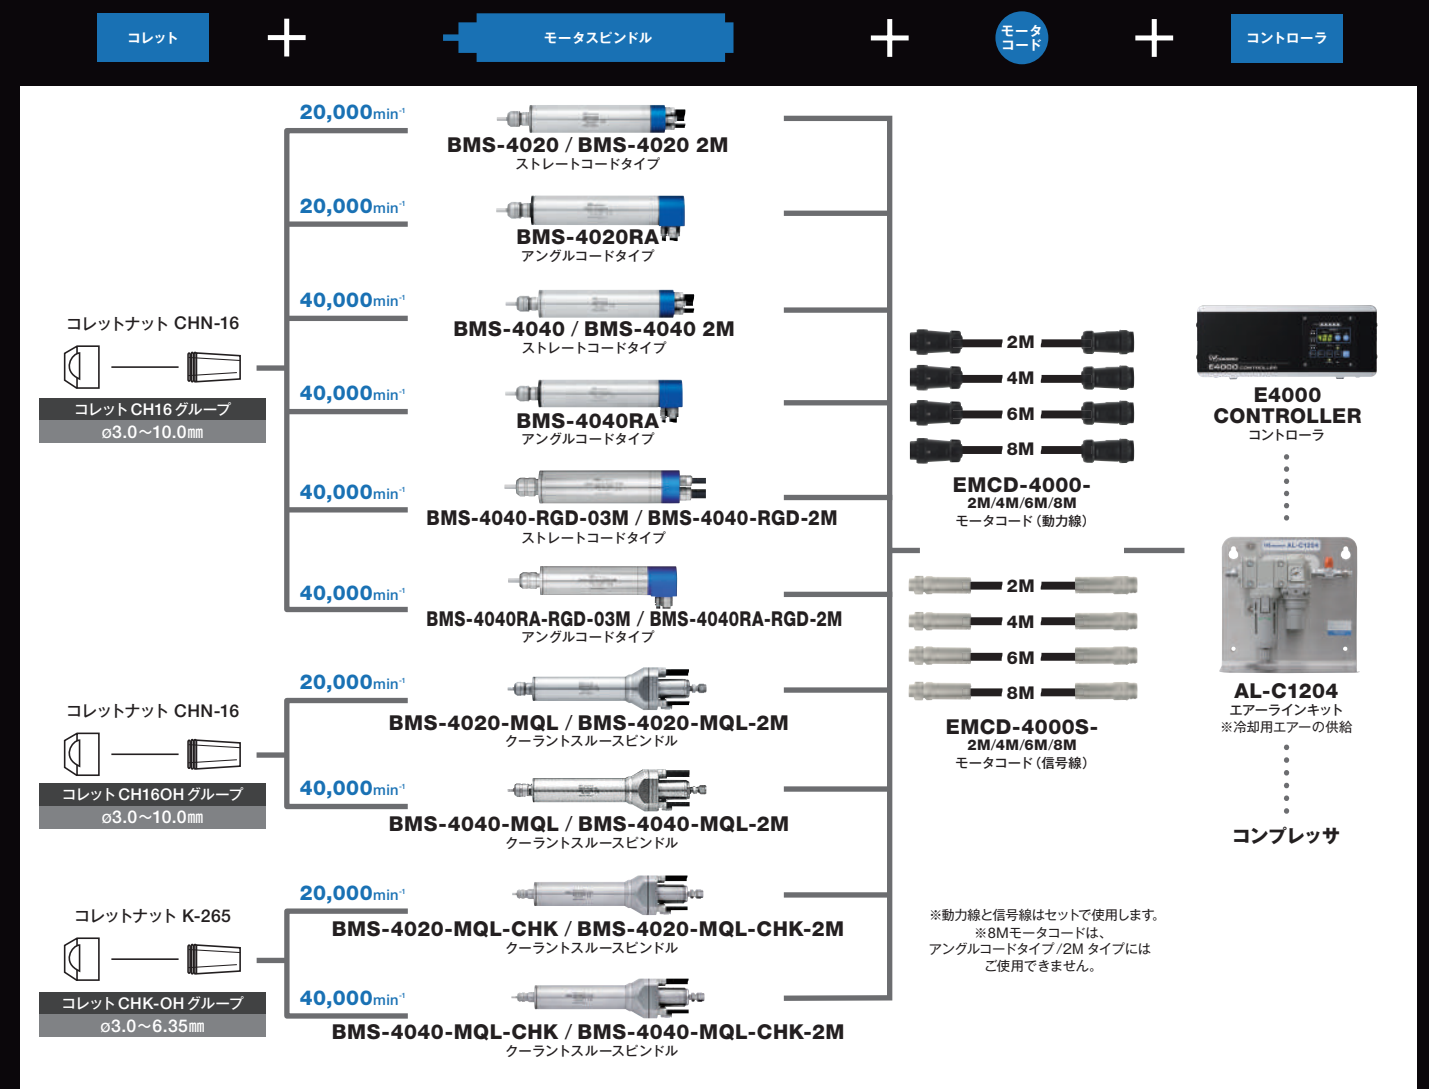 コレット
モータスピンドル
モータ
コード
コントローラ
20,000min⁻¹
BMS-4020 / BMS-4020 2M
ストレートコードタイプ
20,000min⁻¹
BMS-4020RA
アングルコードタイプ
40,000min⁻¹
BMS-4040 / BMS-4040 2M
ストレートコードタイプ
コレットナット CHN-16
コレットCH16グループ
ø3.0～10.0㎜
40,000min⁻¹
BMS-4040RA
アングルコードタイプ
40,000min⁻¹
BMS-4040-RGD-03M / BMS-4040-RGD-2M
ストレートコードタイプ
40,000min⁻¹
BMS-4040RA-RGD-03M / BMS-4040RA-RGD-2M
アングルコードタイプ
コレットナット CHN-16
コレットCH16OHグループ
ø3.0～10.0㎜
20,000min⁻¹
BMS-4020-MQL / BMS-4020-MQL-2M
クーラントスルースピンドル
40,000min⁻¹
BMS-4040-MQL / BMS-4040-MQL-2M
クーラントスルースピンドル
コレットナット K-265
コレットCHK-OHグループ
ø3.0～6.35㎜
20,000min⁻¹
BMS-4020-MQL-CHK / BMS-4020-MQL-CHK-2M
クーラントスルースピンドル
40,000min⁻¹
BMS-4040-MQL-CHK / BMS-4040-MQL-CHK-2M
クーラントスルースピンドル
2M
4M
6M
8M
EMCD-4000-
2M/4M/6M/8M
モータコード（動力線）
2M
4M
6M
8M
EMCD-4000S-
2M/4M/6M/8M
モータコード（信号線）
※動力線と信号線はセットで使用します。
※8Mモータコードは、
アングルコードタイプ/2Mタイプには
ご使用できません。
E4000 CONTROLLER
E4000
CONTROLLER
コントローラ
AL-C1204
AL-C1204
エアーラインキット
※冷却用エアーの供給
コンプレッサ